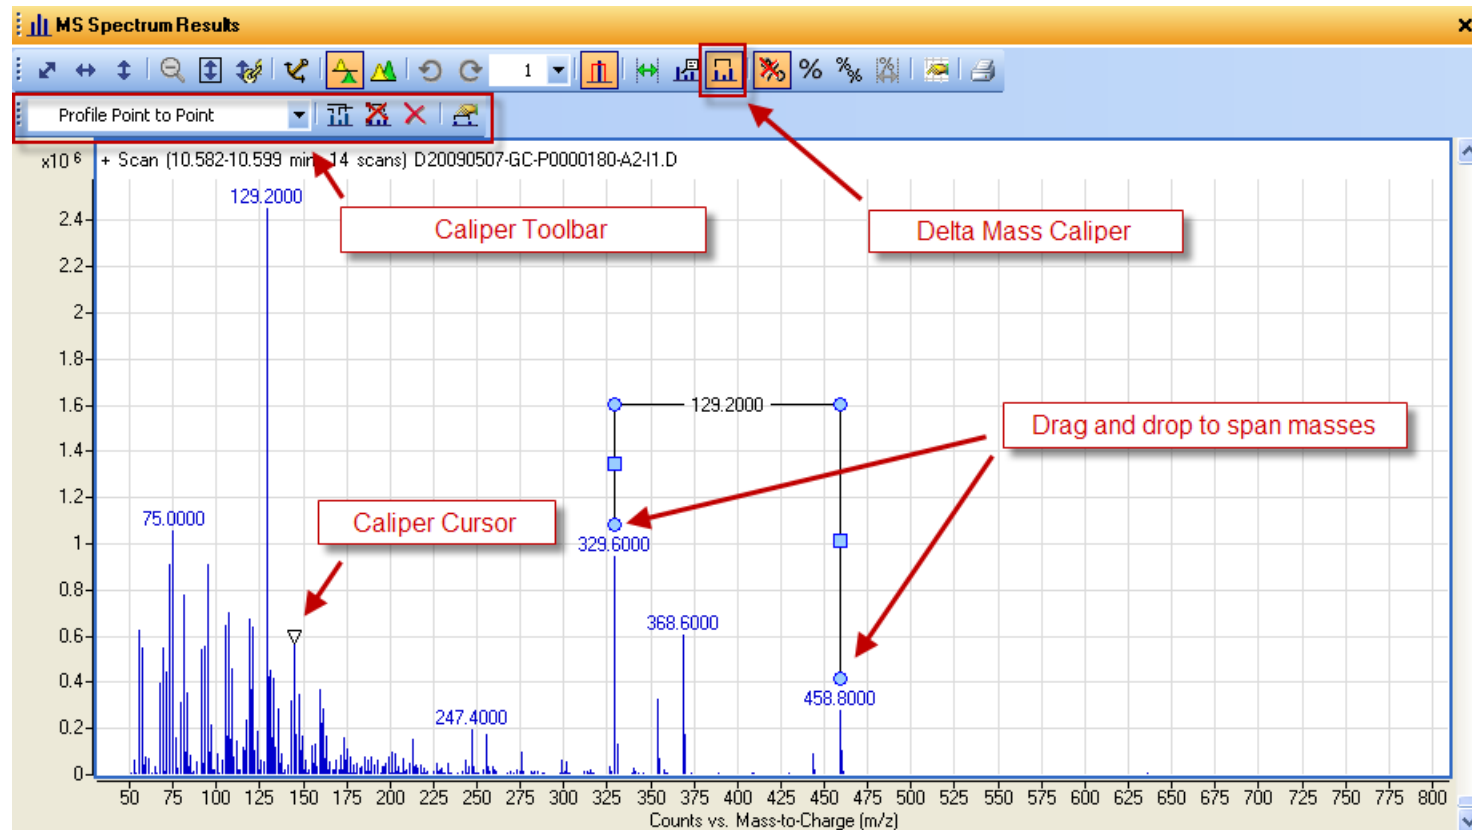 MS Spectrum Results
1
% %%
Profile Point to Point
x10 6
+ Scan (10.582-10.599 min, 14 scans) D20090507-GC-P0000180-A2-I1.D
129.2000
Caliper Toolbar
Delta Mass Caliper
2.4
2.2
2
1.8
1.6
129.2000
Drag and drop to span masses
1.4
1.2
75.0000
Caliper Cursor
1
329.6000
0.8
0.6
368.6000
0.4
458.8000
247.4000
0.2
0
50 75 100 125 150 175 200 225 250 275 300 325 350 375 400 425 450 475 500 525 550 575 600 625 650 675 700 725 750 775 800
Counts vs. Mass-to-Charge (m/z)